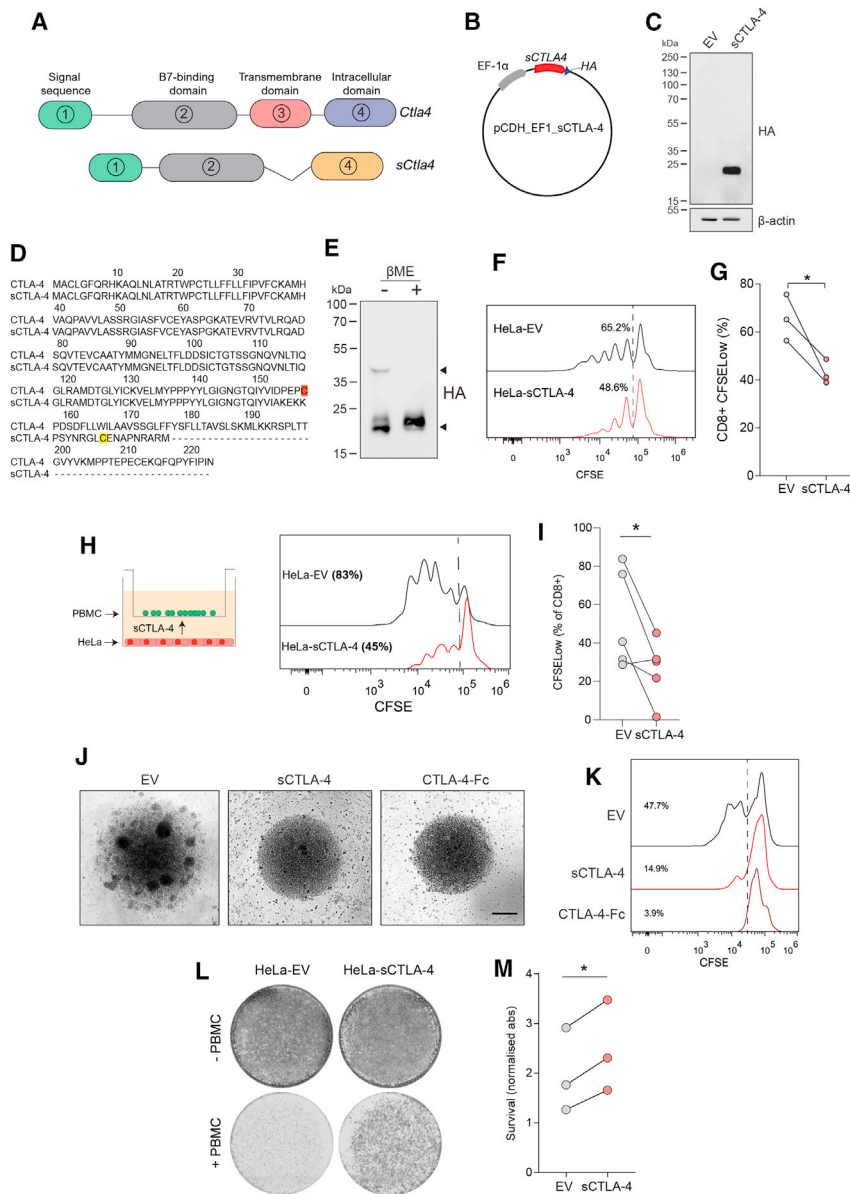 A
Signal sequence
B7-binding domain
Transmembrane domain
Intracellular domain
1
2
3
4
Ctla4
1
2
4
sCtla4
B
EF-1α
sCTLA4
HA
pCDH_EF1_sCTLA-4
C
kDa
EV
sCTLA-4
250
130
100
70
55
35
25
15
55
HA
β-actin
D
10 20 30
CTLA-4 MACLGFQRHKAQLNLATRTWPCTLLFFLLFIPVFCKAMH
sCTLA-4 MACLGFQRHKAQLNLATRTWPCTLLFFLLFIPVFCKAMH
40 50 60 70
CTLA-4 VAQPAVVLASSRGIASFVCEYASPGKATEVRVTVLRQAD
sCTLA-4 VAQPAVVLASSRGIASFVCEYASPGKATEVRVTVLRQAD
80 90 100 110
CTLA-4 SQVTEVCAATYMMGNELTFLDDSICTGTSSGNQVNLTIQ
sCTLA-4 SQVTEVCAATYMMGNELTFLDDSICTGTSSGNQVNLTIQ
120 130 140 150
CTLA-4 GLRAMDTGLYICKVELMYPPPYYLGIGNGTQIYVIDPEPC
sCTLA-4 GLRAMDTGLYICKVELMYPPPYYLGIGNGTQIYVIAKEKK
160 170 180 190
CTLA-4 PDSDFLLWILAAVSSGLFFYSFLLTAVSLSKMLKKRSPLTT
sCTLA-4 PSYNRGLCENAPNRARM - - - - - - - - - - - - - - - - - - - - - -
200 210 220
CTLA-4 GVYVKMPPTEPECEKQFQPYFIPIN
sCTLA-4 - - - - - - - - - - - - - - - - - - - - - - - -
E
βME
kDa
- +
100
70
55
35
25
15
HA
F
HeLa-EV
65.2%
HeLa-sCTLA-4
48.6%
0 10³ 10⁴ 10⁵ 10⁶
CFSE
G
*
CD8+ CFSELow (%)
80
60
40
20
0
EV sCTLA-4
H
PBMC
sCTLA-4
HeLa
HeLa-EV (83%)
HeLa-sCTLA-4 (45%)
0 10³ 10⁴ 10⁵ 10⁶
CFSE
I
*
CFSELow (% of CD8+)
100
80
60
40
20
0
EV sCTLA-4
J
EV
sCTLA-4
CTLA-4-Fc
K
EV
47.7%
sCTLA-4
14.9%
CTLA-4-Fc
3.9%
0 10³ 10⁴ 10⁵ 10⁶
CFSE
L
HeLa-EV
HeLa-sCTLA-4
- PBMC
+ PBMC
M
*
Survival (normalised abs)
5
4
3
2
1
0
EV sCTLA-4